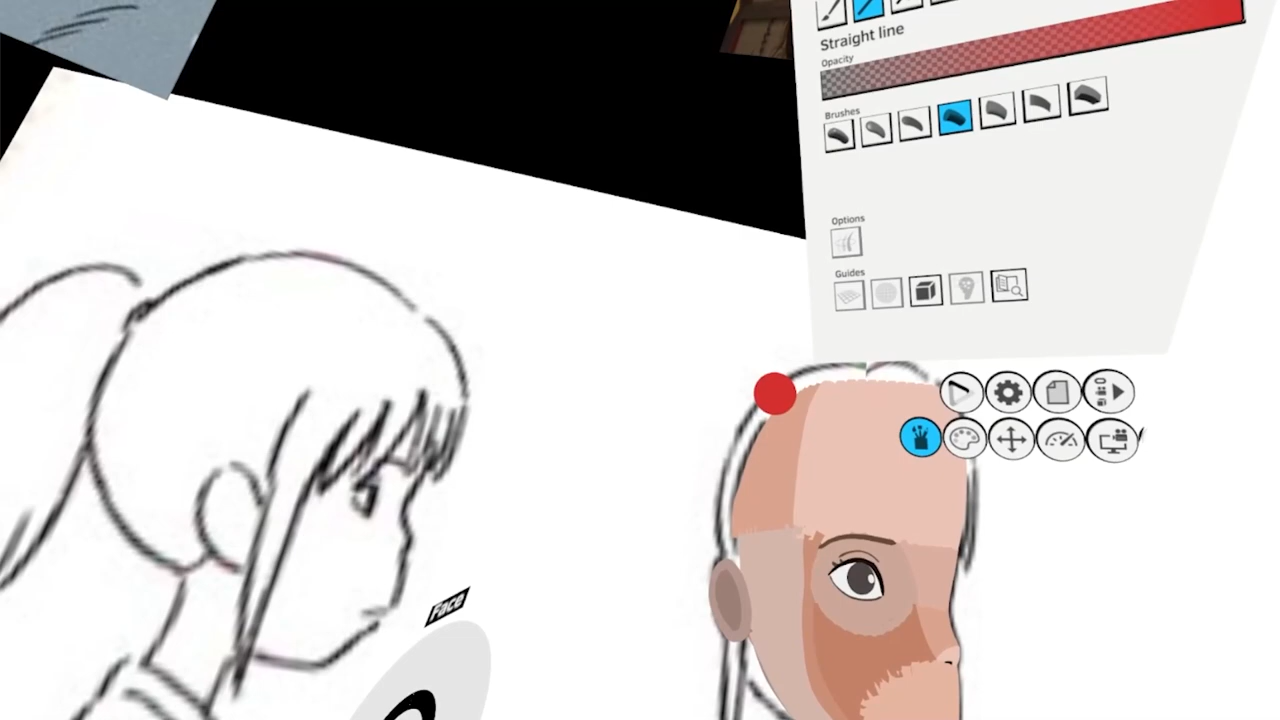 Straight line
Opacity
Brushes
Options
Guides
Face